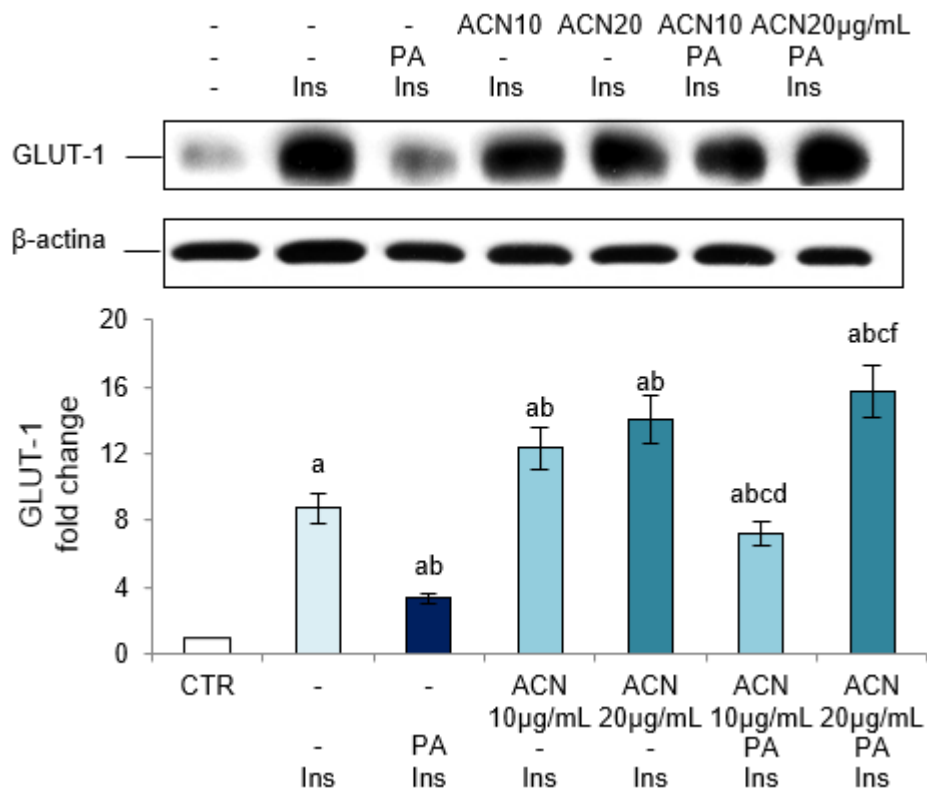 - - - ACN10 ACN20 ACN10 ACN20µg/mL
- - PA - - PA PA
- Ins Ins Ins Ins Ins Ins
GLUT-1
β-actina
GLUT-1
fold change
20
16
12
8
4
0
a
ab
ab
ab
abcd
abcf
CTR - - ACN ACN ACN ACN
10µg/mL 20µg/mL 10µg/mL 20µg/mL
- PA - - PA PA
Ins Ins Ins Ins Ins Ins